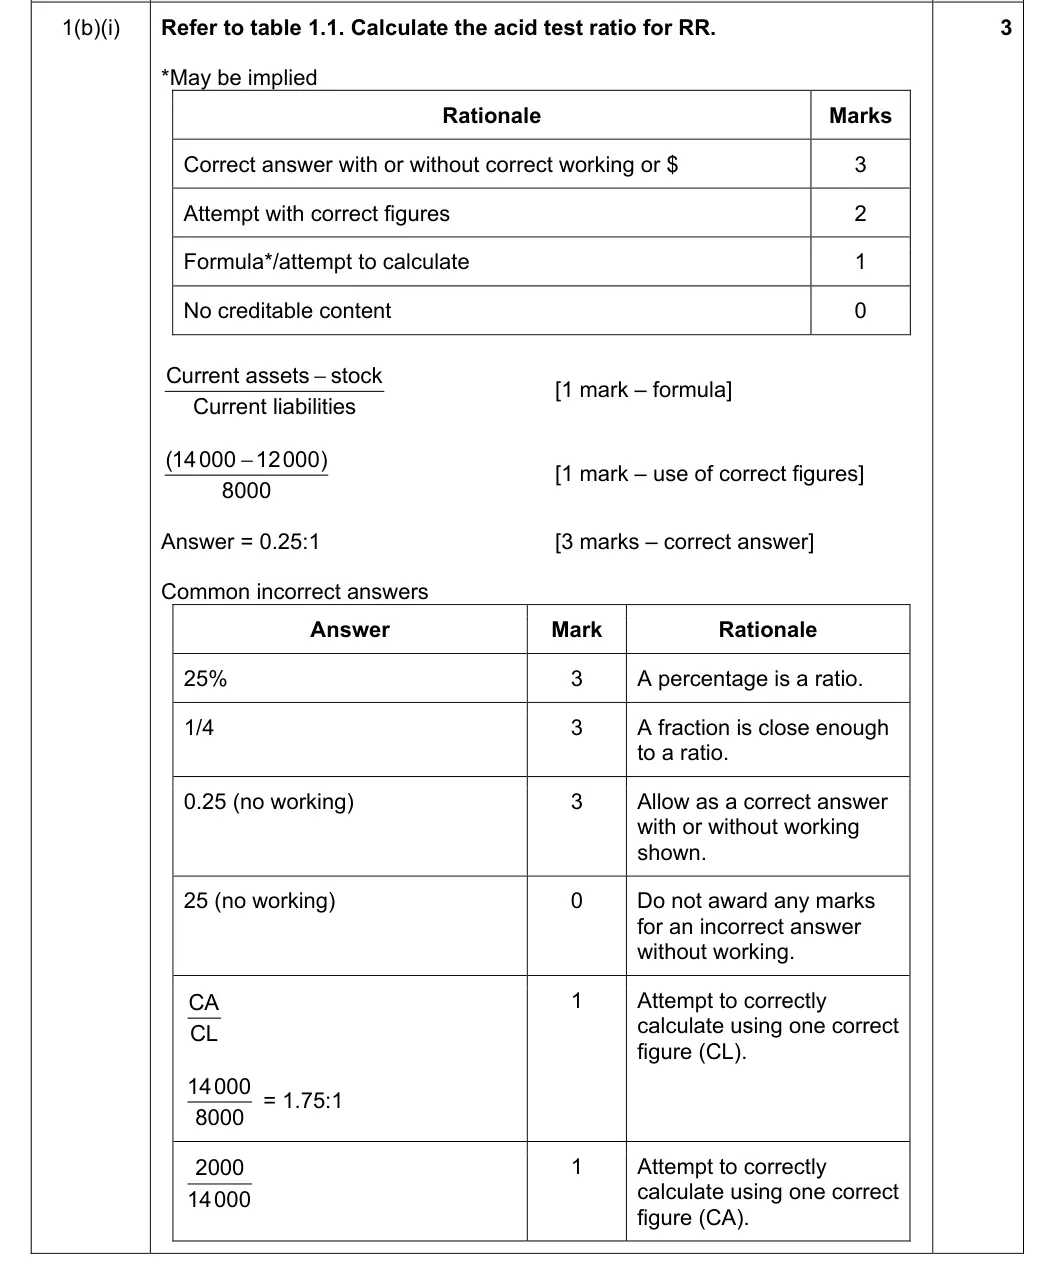 1(b)(i) Refer to table 1.1. Calculate the acid test ratio for RR. 3
*May be implied
Rationale Marks
Correct answer with or without correct working or $ 3
Attempt with correct figures 2
Formula*/attempt to calculate 1
No creditable content 0
Current assets – stock
Current liabilities
[1 mark – formula]
(14 000 – 12 000)
8000
[1 mark – use of correct figures]
Answer = 0.25:1 [3 marks – correct answer]
Common incorrect answers
Answer Mark Rationale
25% 3 A percentage is a ratio.
1/4 3 A fraction is close enough
to a ratio.
0.25 (no working) 3 Allow as a correct answer
with or without working
shown.
25 (no working) 0 Do not award any marks
for an incorrect answer
without working.
CA
CL
14 000
8000
= 1.75:1
1 Attempt to correctly
calculate using one correct
figure (CL).
2000
14 000
1 Attempt to correctly
calculate using one correct
figure (CA).